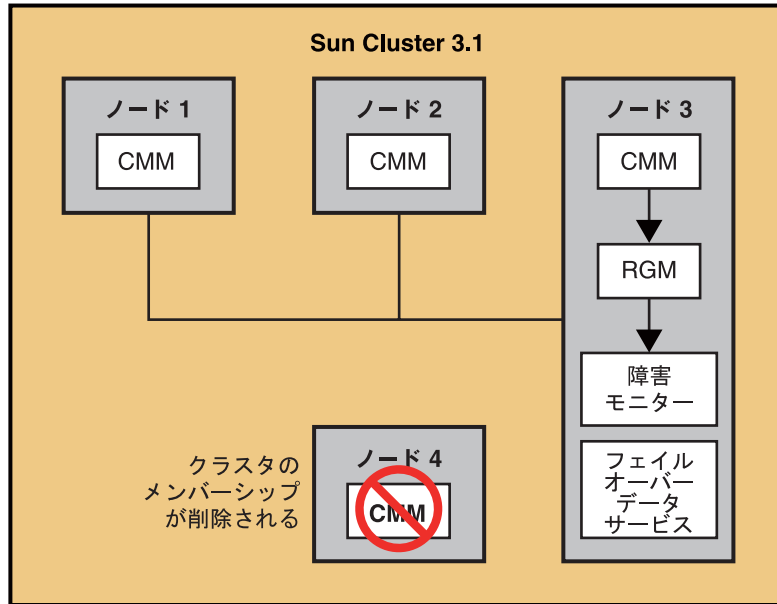 Sun Cluster 3.1
ノード 1
CMM
ノード 2
CMM
ノード 3
CMM
RGM
障害
モニター
フェイル
オーバー
データ
サービス
ノード 4
CMM
クラスタの
メンバーシップ
が削除される